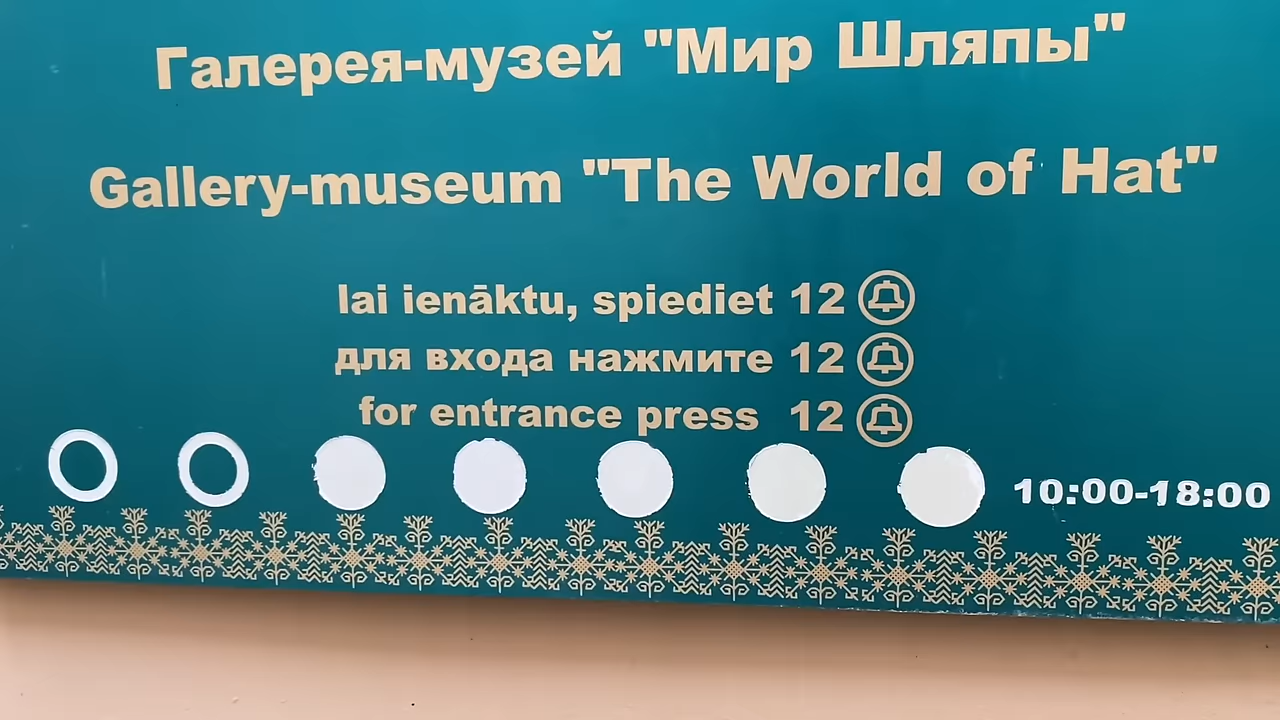 Галерея-музей "Мир Шляпы"
Gallery-museum "The World of Hat"
lai ienāktu, spiediet 12
для входа нажмите 12
for entrance press 12
10:00-18:00